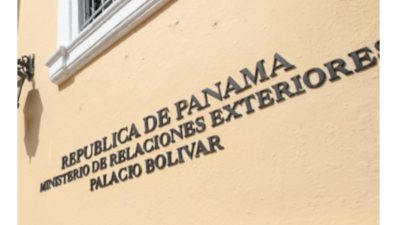 REPUBLICA DE PANAMA
MINISTERIO DE RELACIONES EXTERIORES
PALACIO BOLIVAR